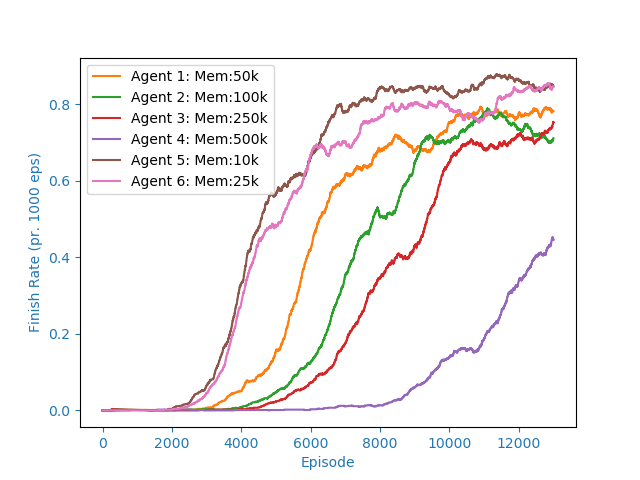 Agent 1: Mem:50k
Agent 2: Mem:100k
Agent 3: Mem:250k
Agent 4: Mem:500k
Agent 5: Mem:10k
Agent 6: Mem:25k
Finish Rate (pr. 1000 eps)
0.8
0.6
0.4
0.2
0.0
0 2000 4000 6000 8000 10000 12000
Episode